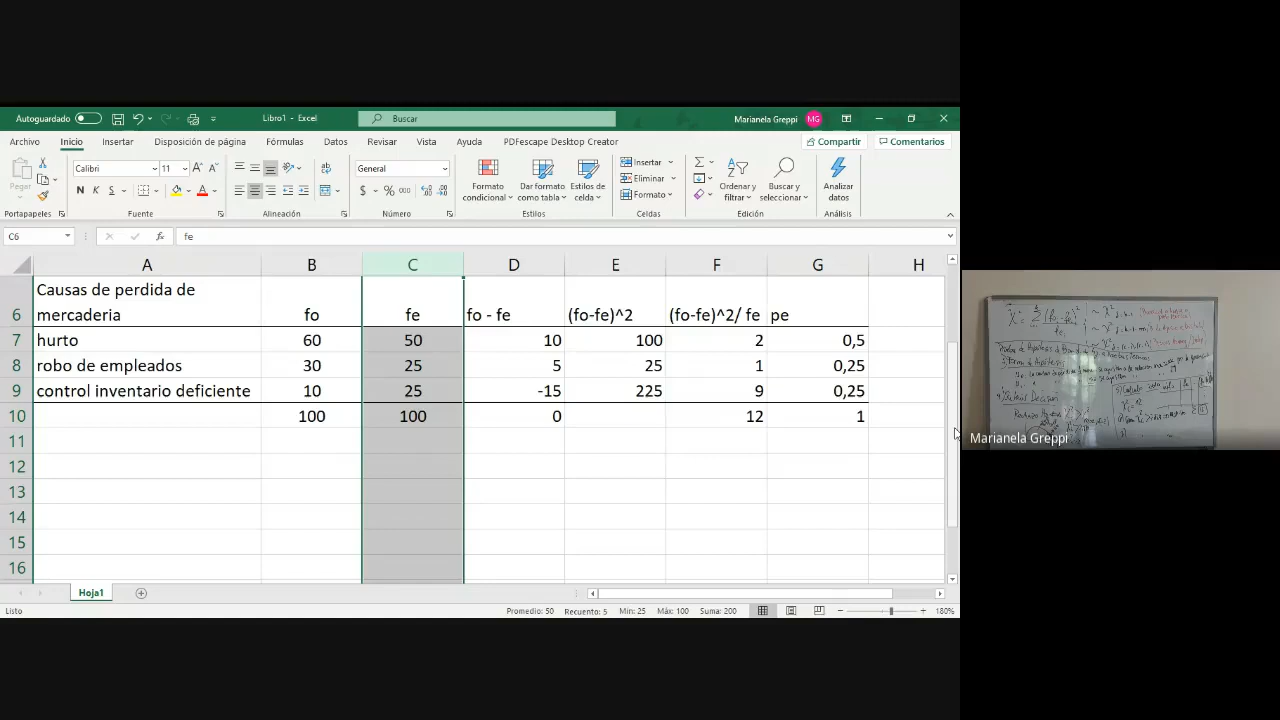 Autoguardado
Libro1 - Excel
Buscar
Marianela Greppi
MG
Archivo Inicio Insertar Disposición de página Fórmulas Datos Revisar Vista Ayuda PDFescape Desktop Creator
Compartir
Comentarios
Pegar
Calibri 11
N K S
General
$ % 000
Formato condicional
Dar formato como tabla
Estilos de celda
Insertar
Eliminar
Formato
Ordenar y filtrar
Buscar y seleccionar
Analizar datos
Portapapeles Fuente Alineación Número Estilos Celdas Edición Análisis
C6
fe
A B C D E F G H
Causas de perdida de
6 mercaderia fo fe fo - fe (fo-fe)^2 (fo-fe)^2/ fe pe
7 hurto 60 50 10 100 2 0,5
8 robo de empleados 30 25 5 25 1 0,25
9 control inventario deficiente 10 25 -15 225 9 0,25
10 100 100 0 12 1
11
12
13
14
15
16
Hoja1
Listo
Promedio: 50 Recuento: 5 Mín: 25 Máx: 100 Suma: 200
180%
Marianela Greppi